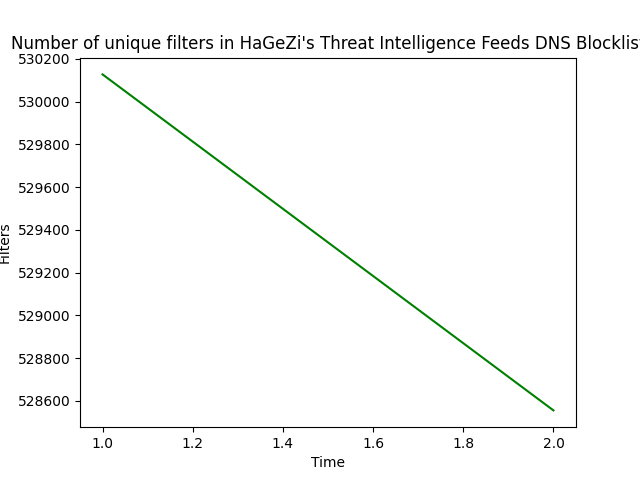 Number of unique filters in HaGeZi's Threat Intelligence Feeds DNS Blocklist
530200
530000
529800
529600
529400
529200
529000
528800
528600
Filters
1.0 1.2 1.4 1.6 1.8 2.0
Time